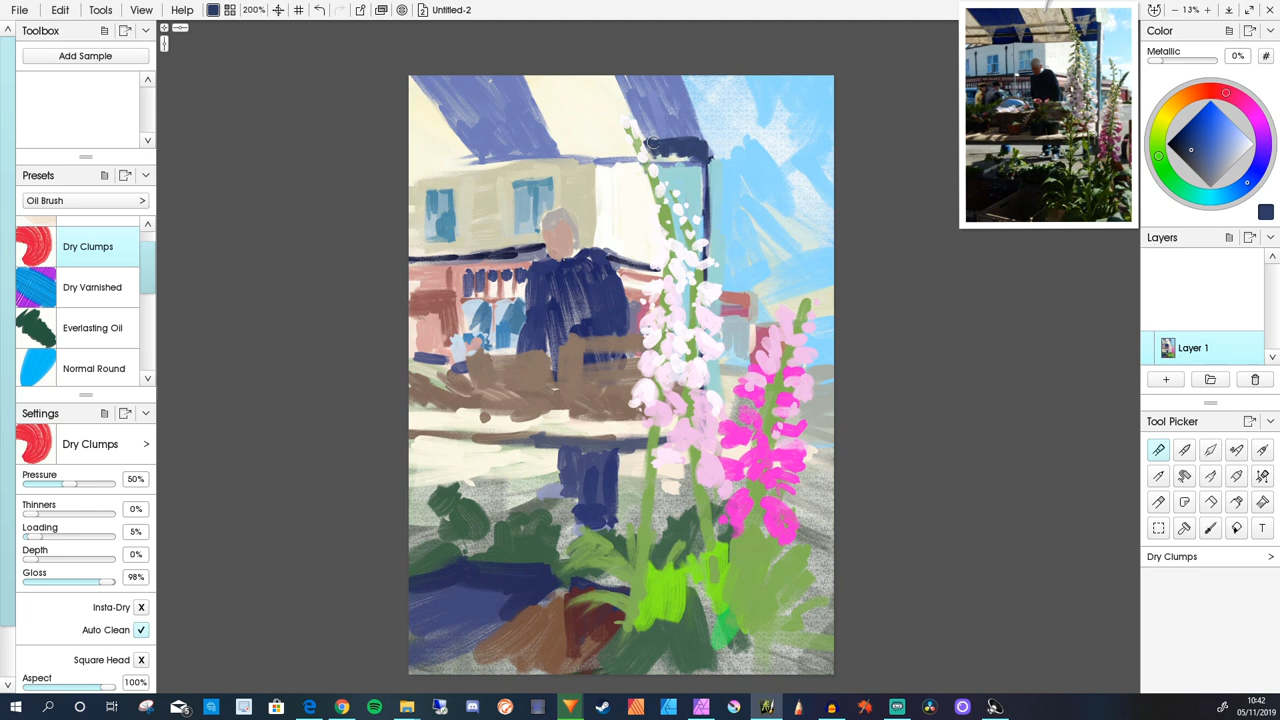 File Edit Tools View Help 200% Untitled-2 13%
Toolbox
Add Sample
Presets
Oil Brush >
Dry Clumps
Dry Varnished
Everlasting Oil
Normal Round
Settings
Dry Clumps >
Pressure 50%
Thinners 0%
Loading 5%
Depth 0%
Gloss 98%
Insta-Dry X
Auto Clean ✓
Square Head X
Aspect 100%
Color
Metallic 0% #
Layers
Layer 1
Tool Picker
T
Dry Clumps
10:42
05/11/2019